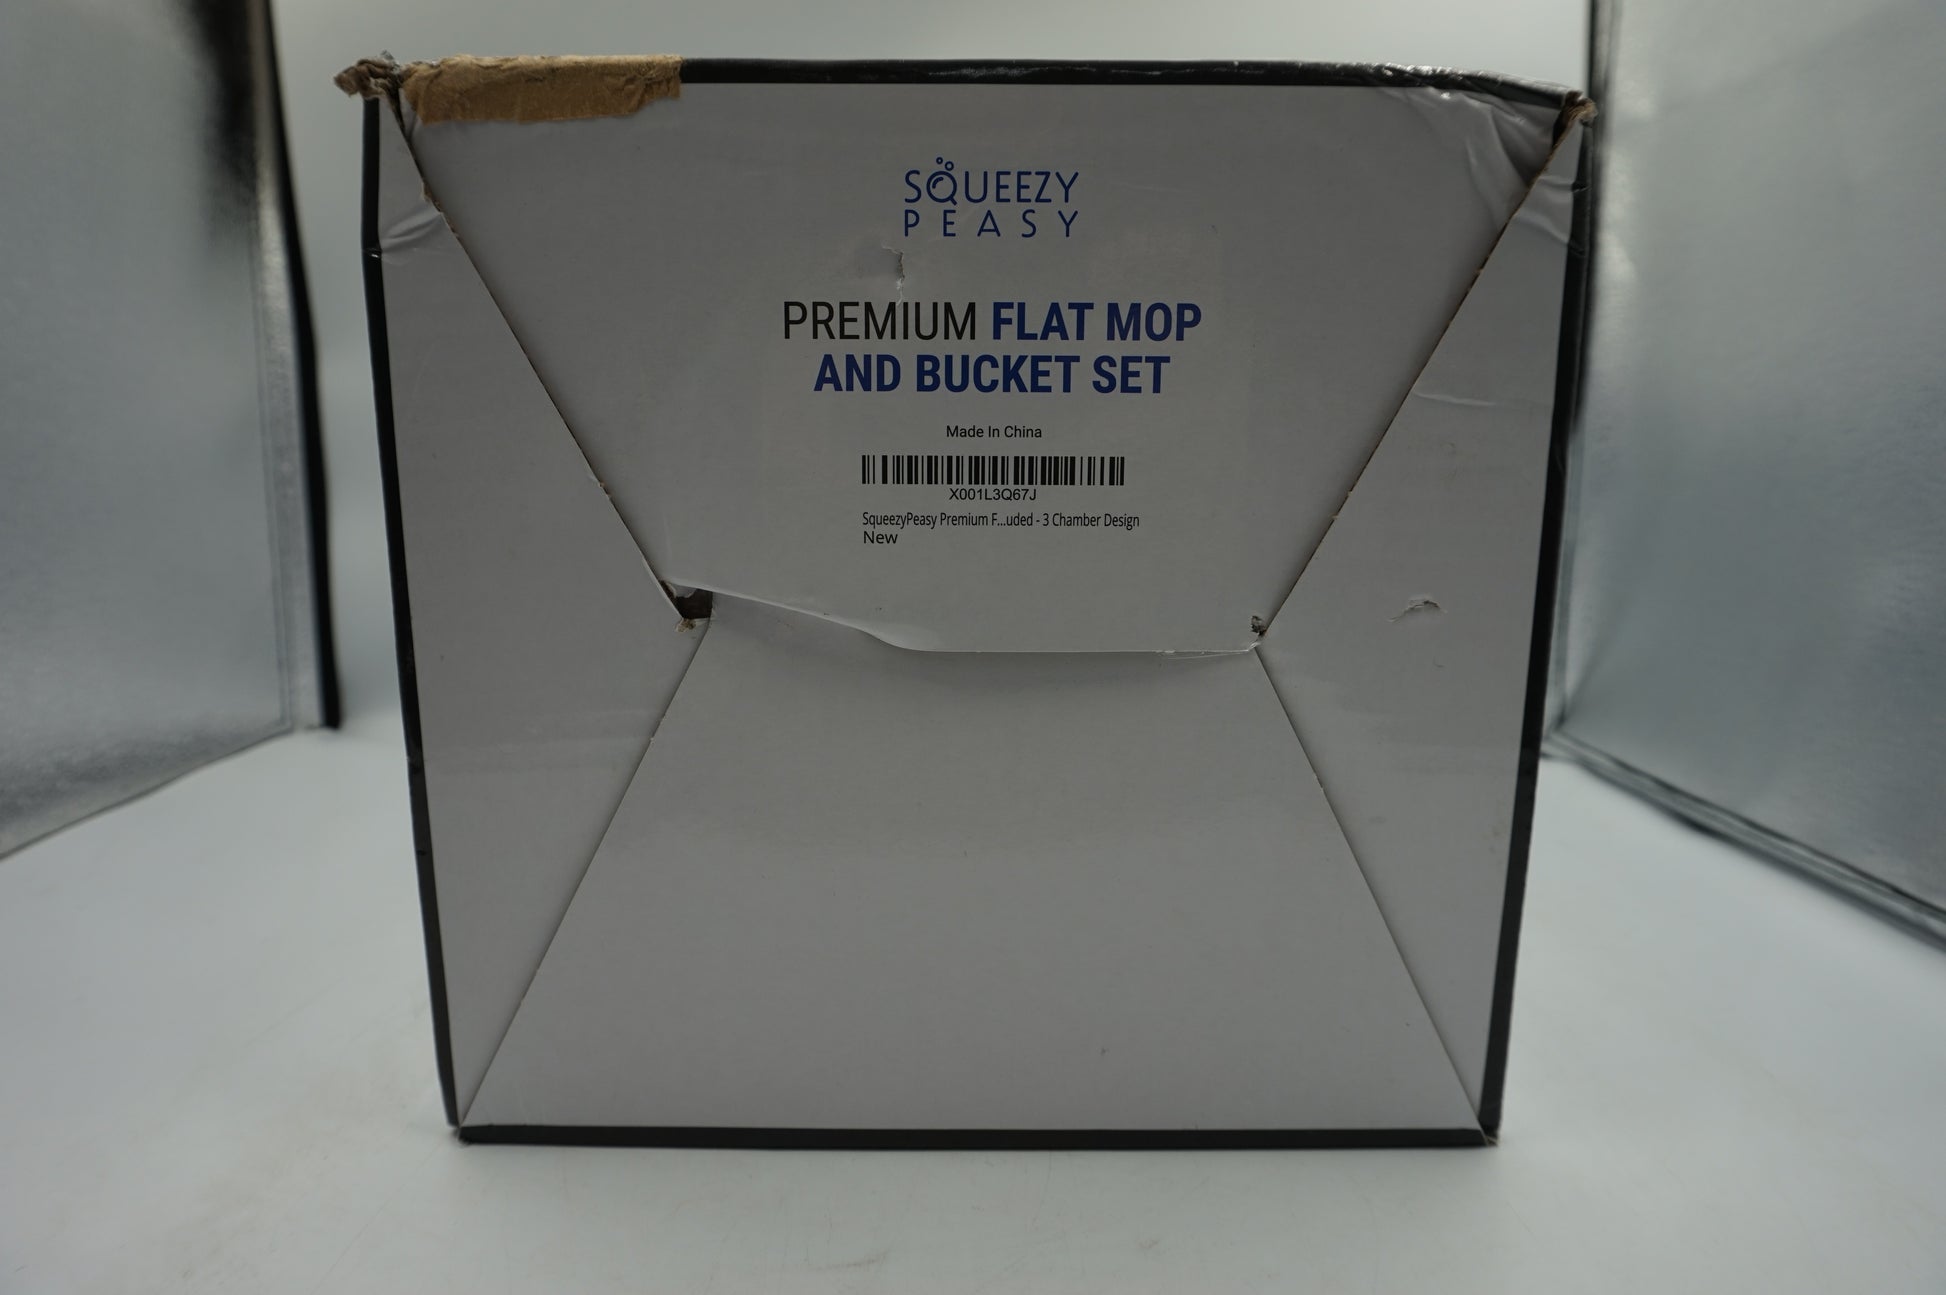 SQUEEZY
PEASY
PREMIUM FLAT MOP
AND BUCKET SET
Made In China
X001L3Q67J
SqueezyPeasy Premium F...uded - 3 Chamber Design
New